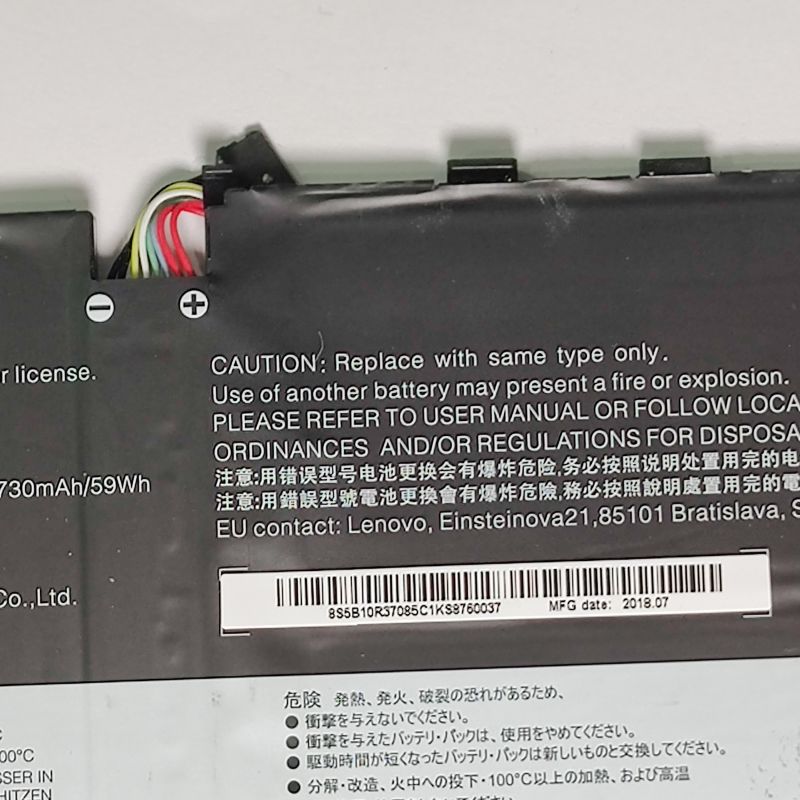 r license.
730mAh/59Wh
Co.,Ltd.
CAUTION: Replace with same type only.
Use of another battery may present a fire or explosion.
PLEASE REFER TO USER MANUAL OR FOLLOW LOCA
ORDINANCES AND/OR REGULATIONS FOR DISPOSA
注意:用错误型号电池更换会有爆炸危险,务必按照说明处置用完的电
注意:用錯誤型號電池更換會有爆炸危險,務必按照說明處置用完的電
EU contact: Lenovo, Einsteinova21,85101 Bratislava, S
8S5B10R37085C1KS8760037 MFG date: 2018.07
00°C
SSER IN
HITZEN
危険 発熱、発火、破裂の恐れがあるため、
● 衝撃を与えないでください。
● 衝撃を与えたバッテリ・パックは、使用をやめてください。
● 駆動時間が短くなったバッテリ・パックは新しいものと交換してください。
● 分解・改造、火中への投下・100°C以上の加熱、および高温